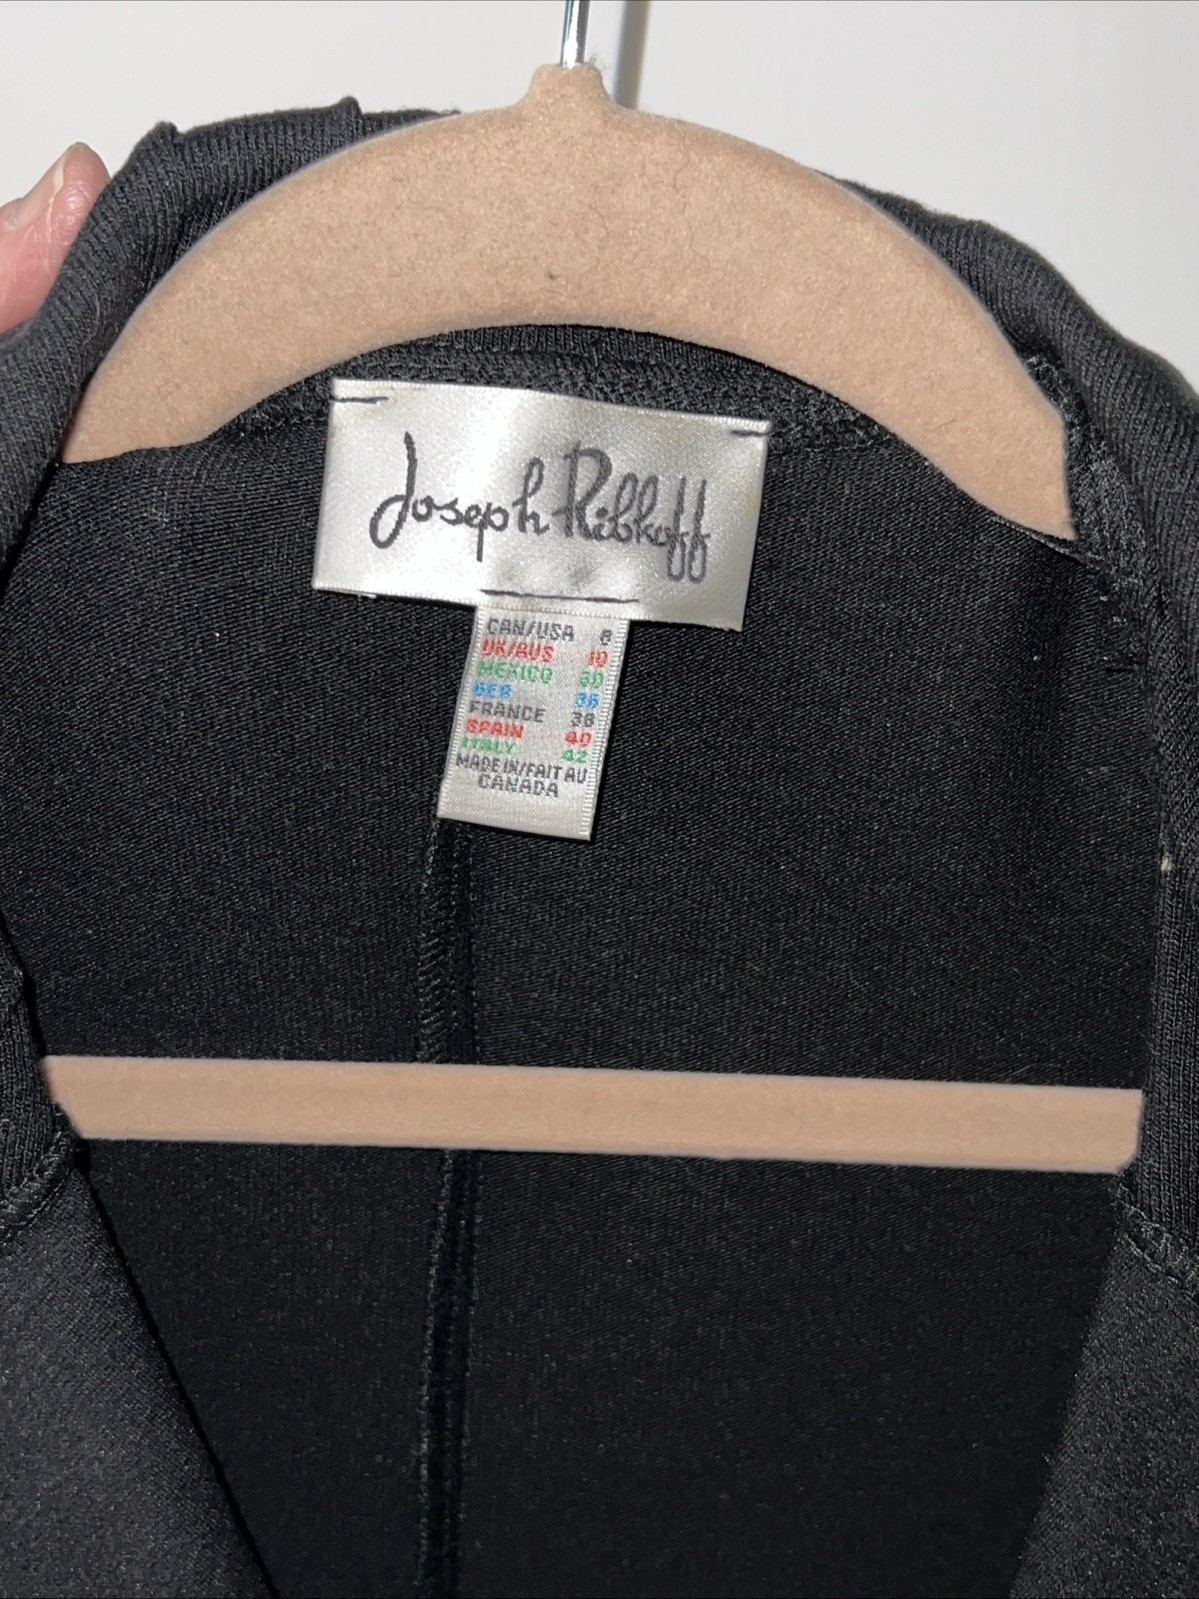 Joseph Ribkoff
CAN/USA 8
UK/AUS 10
MEXICO 30
GER 36
FRANCE 38
SPAIN 40
ITALY 42
MADE IN/FAIT AU
CANADA